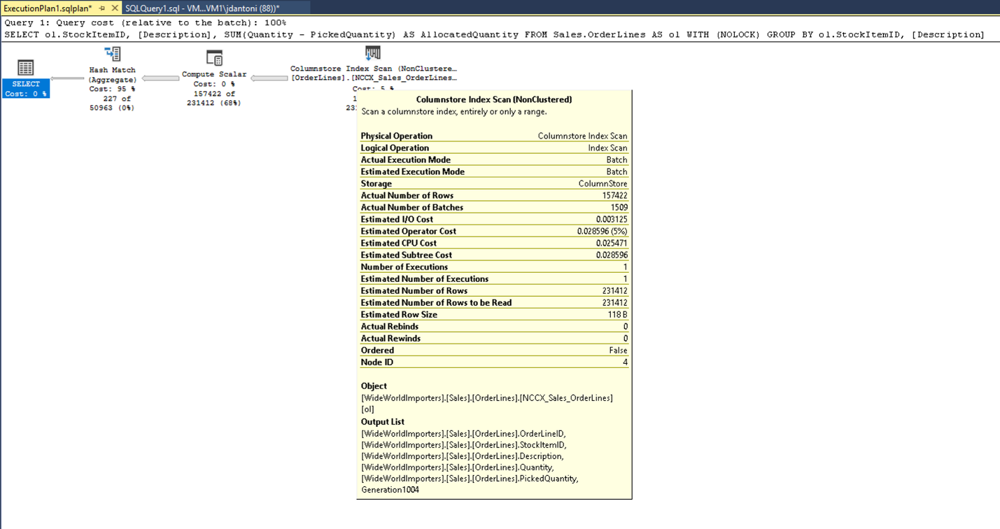 ExecutionPlan1.sqlplan*
SQLQuery1.sql - VM...VM1\jdantoni (88))*
Query 1: Query cost (relative to the batch): 100%
SELECT ol.StockItemID, [Description], SUM(Quantity - PickedQuantity) AS AllocatedQuantity FROM Sales.OrderLines AS ol WITH (NOLOCK) GROUP BY ol.StockItemID, [Description]
SELECT
Cost: 0 %
Hash Match
(Aggregate)
Cost: 95 %
227 of
50963 (0%)
Compute Scalar
Cost: 0 %
157422 of
231412 (68%)
Columnstore Index Scan (NonClustere...
[OrderLines].[NCCX_Sales_OrderLines...
Cost: 5 %
Columnstore Index Scan (NonClustered)
Scan a columnstore index, entirely or only a range.
Physical Operation Columnstore Index Scan
Logical Operation Index Scan
Actual Execution Mode Batch
Estimated Execution Mode Batch
Storage ColumnStore
Actual Number of Rows 157422
Actual Number of Batches 1509
Estimated I/O Cost 0.003125
Estimated Operator Cost 0.028596 (5%)
Estimated CPU Cost 0.025471
Estimated Subtree Cost 0.028596
Number of Executions 1
Estimated Number of Executions 1
Estimated Number of Rows 231412
Estimated Number of Rows to be Read 231412
Estimated Row Size 118 B
Actual Rebinds 0
Actual Rewinds 0
Ordered False
Node ID 4
Object
[WideWorldImporters].[Sales].[OrderLines].[NCCX_Sales_OrderLines]
[ol]
Output List
[WideWorldImporters].[Sales].[OrderLines].OrderLineID,
[WideWorldImporters].[Sales].[OrderLines].StockItemID,
[WideWorldImporters].[Sales].[OrderLines].Description,
[WideWorldImporters].[Sales].[OrderLines].Quantity,
[WideWorldImporters].[Sales].[OrderLines].PickedQuantity,
Generation1004